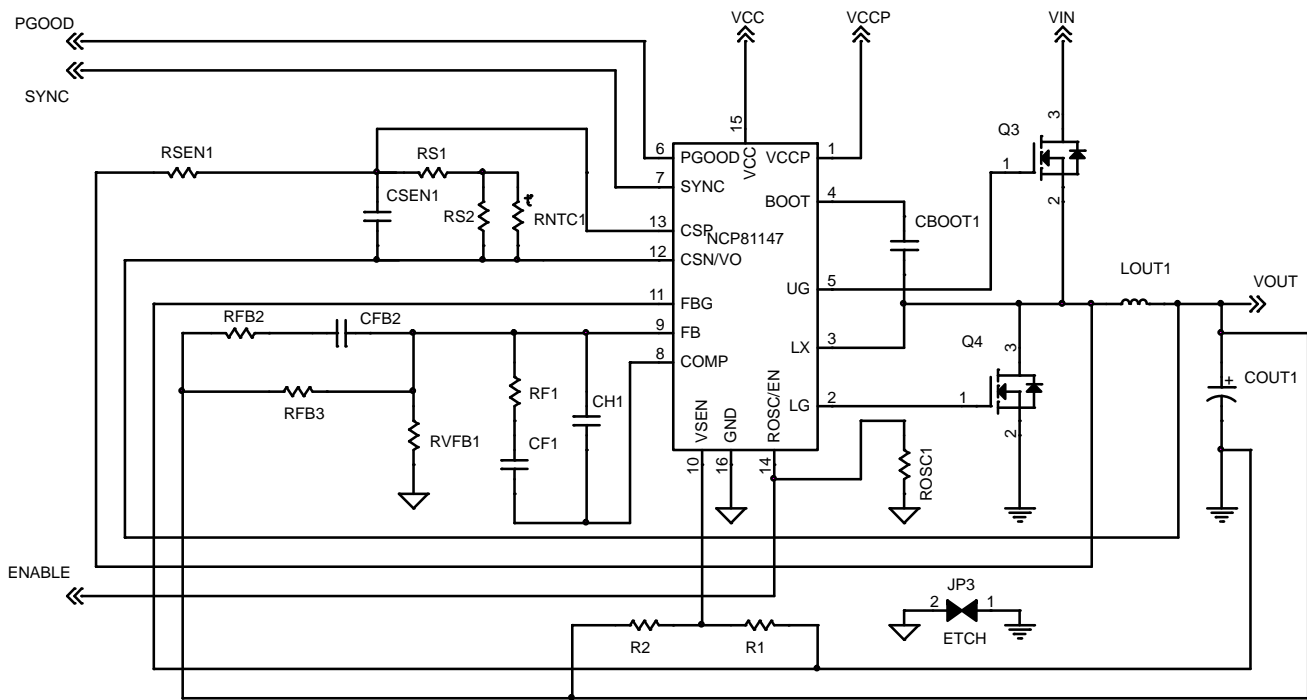 PGOOD
VCC
VCCP
VIN
SYNC
15
3
Q3
RSEN1
RS1
6
PGOOD
VCC
VCCP
1
1
7
SYNC
4
CSEN1
BOOT
2
RS2
t°
RNTC1
13
CSP
NCP81147
CBOOT1
12
CSN/VO
LOUT1
UG
5
VOUT
11
FBG
RFB2
CFB2
9
FB
8
COMP
LX
3
Q4
3
RFB3
RF1
CH1
COUT1
+
LG
2
1
2
RVFB1
CF1
VSEN
GND
ROSC/EN
10
16
14
ROSC1
ENABLE
JP3
2
1
ETCH
R2
R1